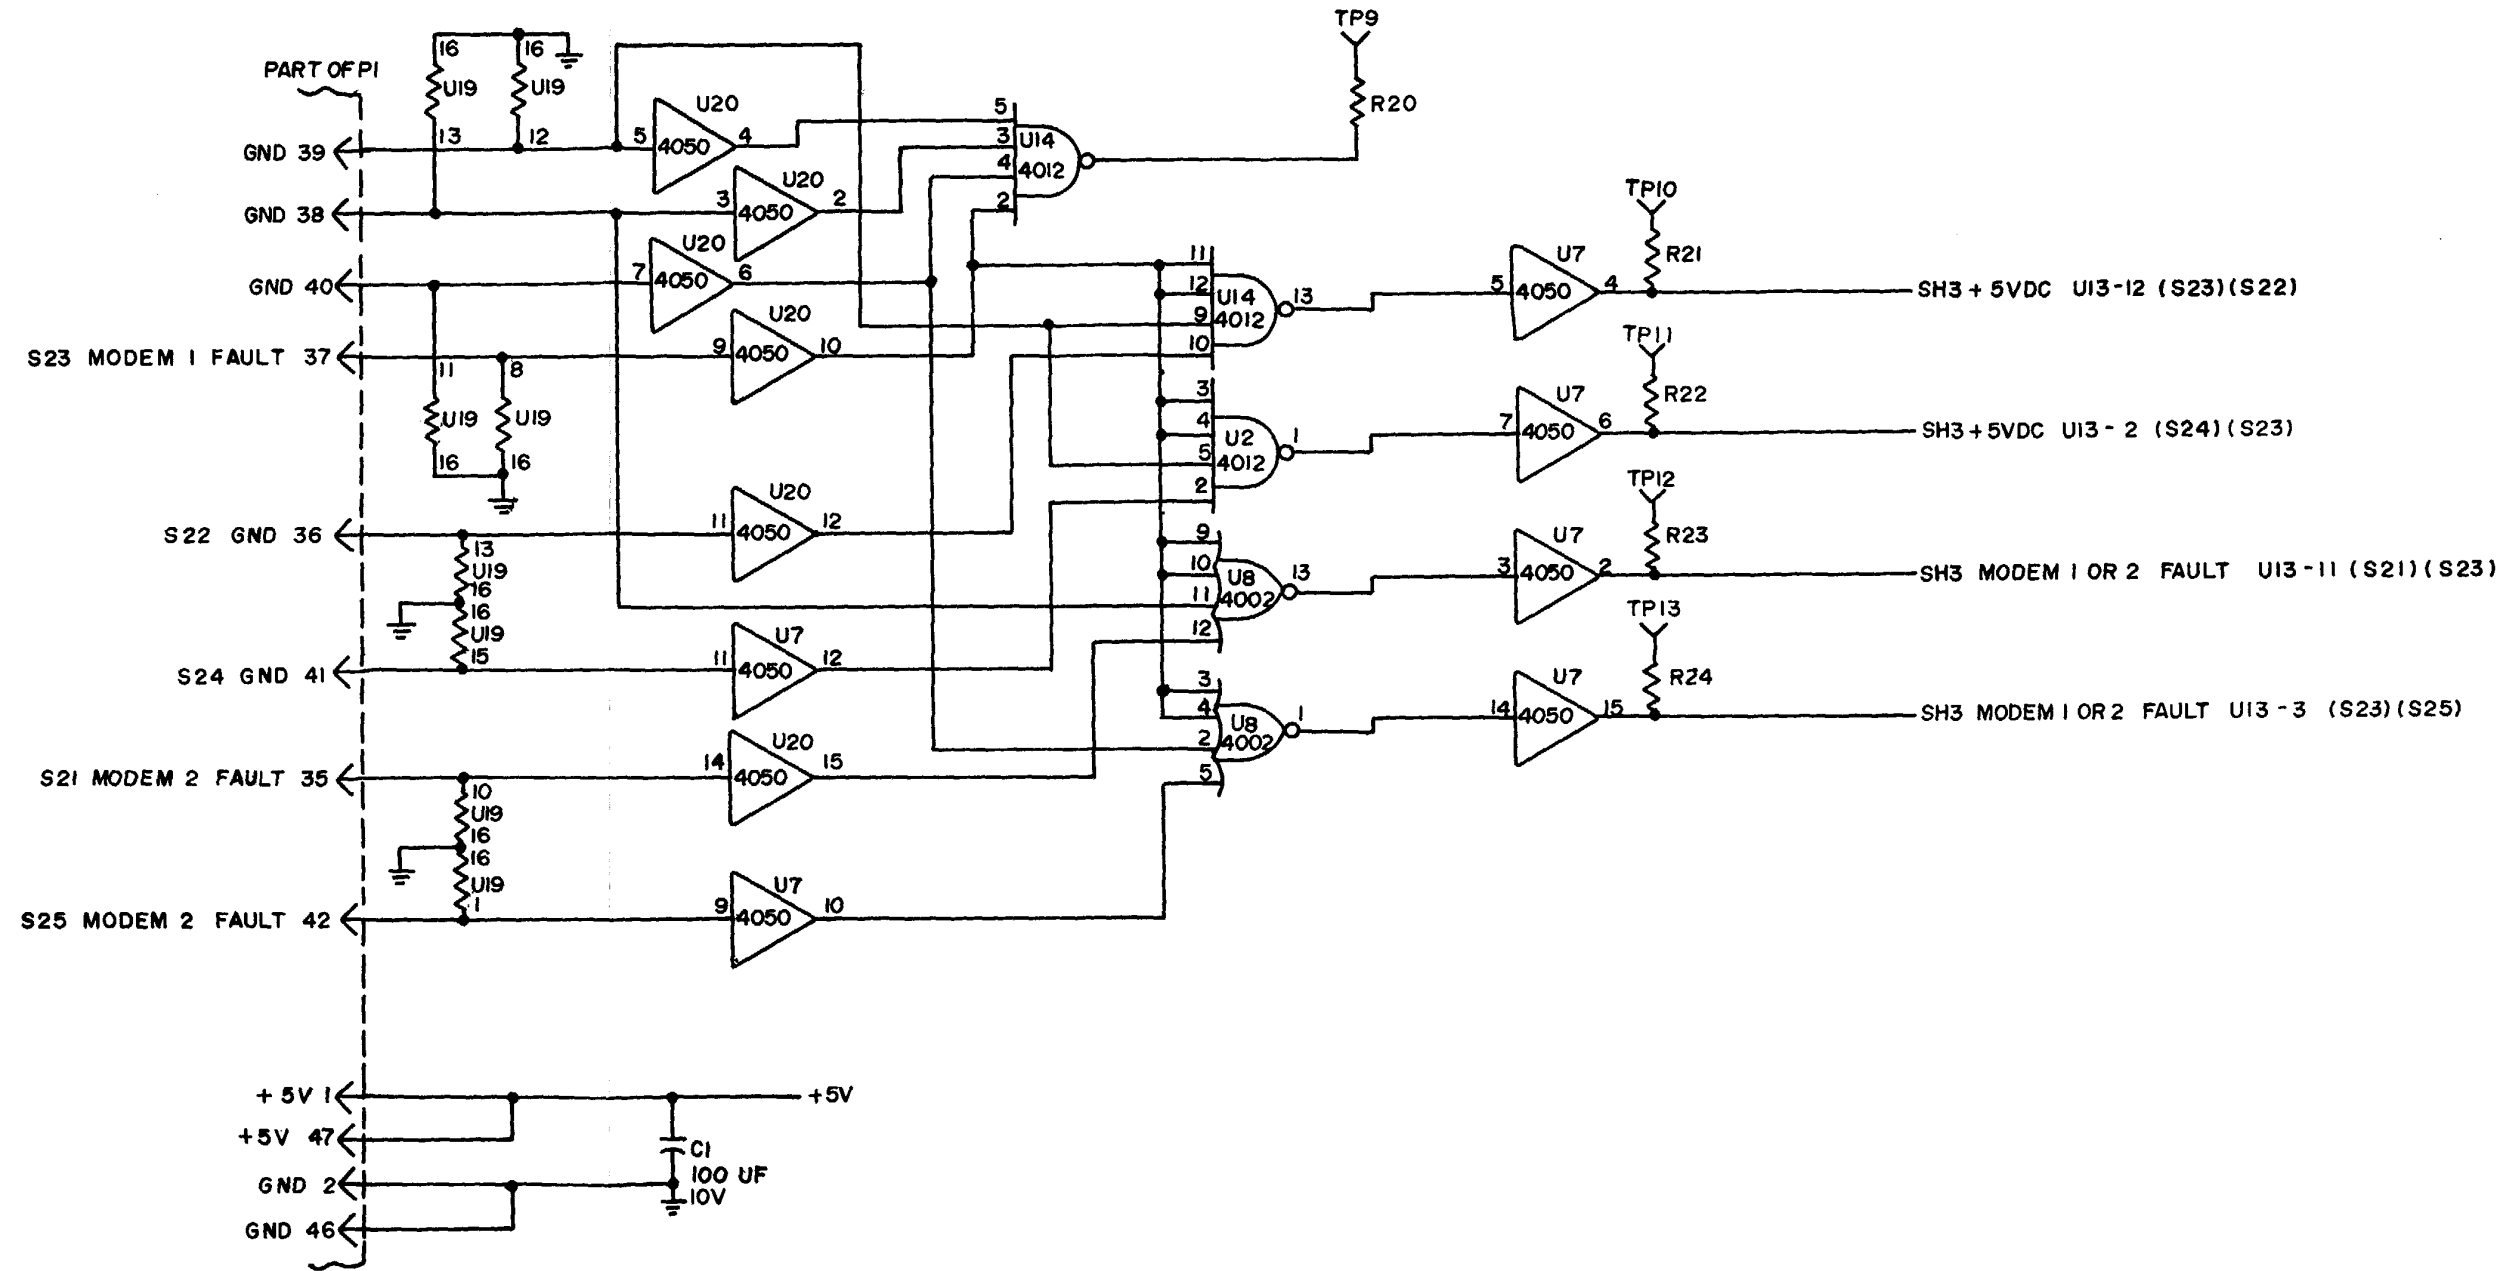 TP9
16
16
PART OF P1
U19
U19
R20
U20
5
GND 39
13
12
5
4050
4
3
U14
4
4012
U20
GND 38
3
4050
2
2
TP10
U20
11
R21
U7
GND 40
7
4050
6
12
U14
13
5
4050
4
SH3 + 5VDC U13-12 (S23)(S22)
U20
9
4012
S23 MODEM 1 FAULT 37
9
4050
10
10
TP11
11
8
3
R22
U7
U19
U19
4
U2
1
7
4050
6
SH3 + 5VDC U13-2 (S24)(S23)
16
16
5
4012
2
TP12
U20
S22 GND 36
11
4050
12
9
R23
U7
13
U19
16
10
U8
13
3
4050
2
SH3 MODEM 1 OR 2 FAULT U13-11 (S21)(S23)
16
11
4002
U19
12
TP13
15
U7
S24 GND 41
11
4050
12
3
R24
U7
4
U8
1
14
4050
15
SH3 MODEM 1 OR 2 FAULT U13-3 (S23)(S25)
U20
2
4002
S21 MODEM 2 FAULT 35
14
4050
15
5
10
U19
16
16
U19
1
U7
S25 MODEM 2 FAULT 42
9
4050
10
+ 5V 1
+5V
+5V 47
C1
100 UF
10V
GND 2
GND 46